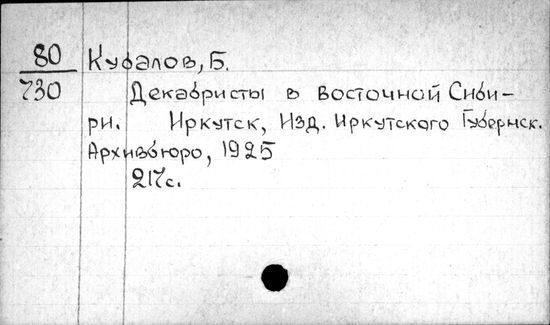 80 Кубалов, Б.
730 Декабристы в восточной Сиби-
ри. Иркутск, Изд. Иркутского Губернск.
Архивбюро, 1925
217с.